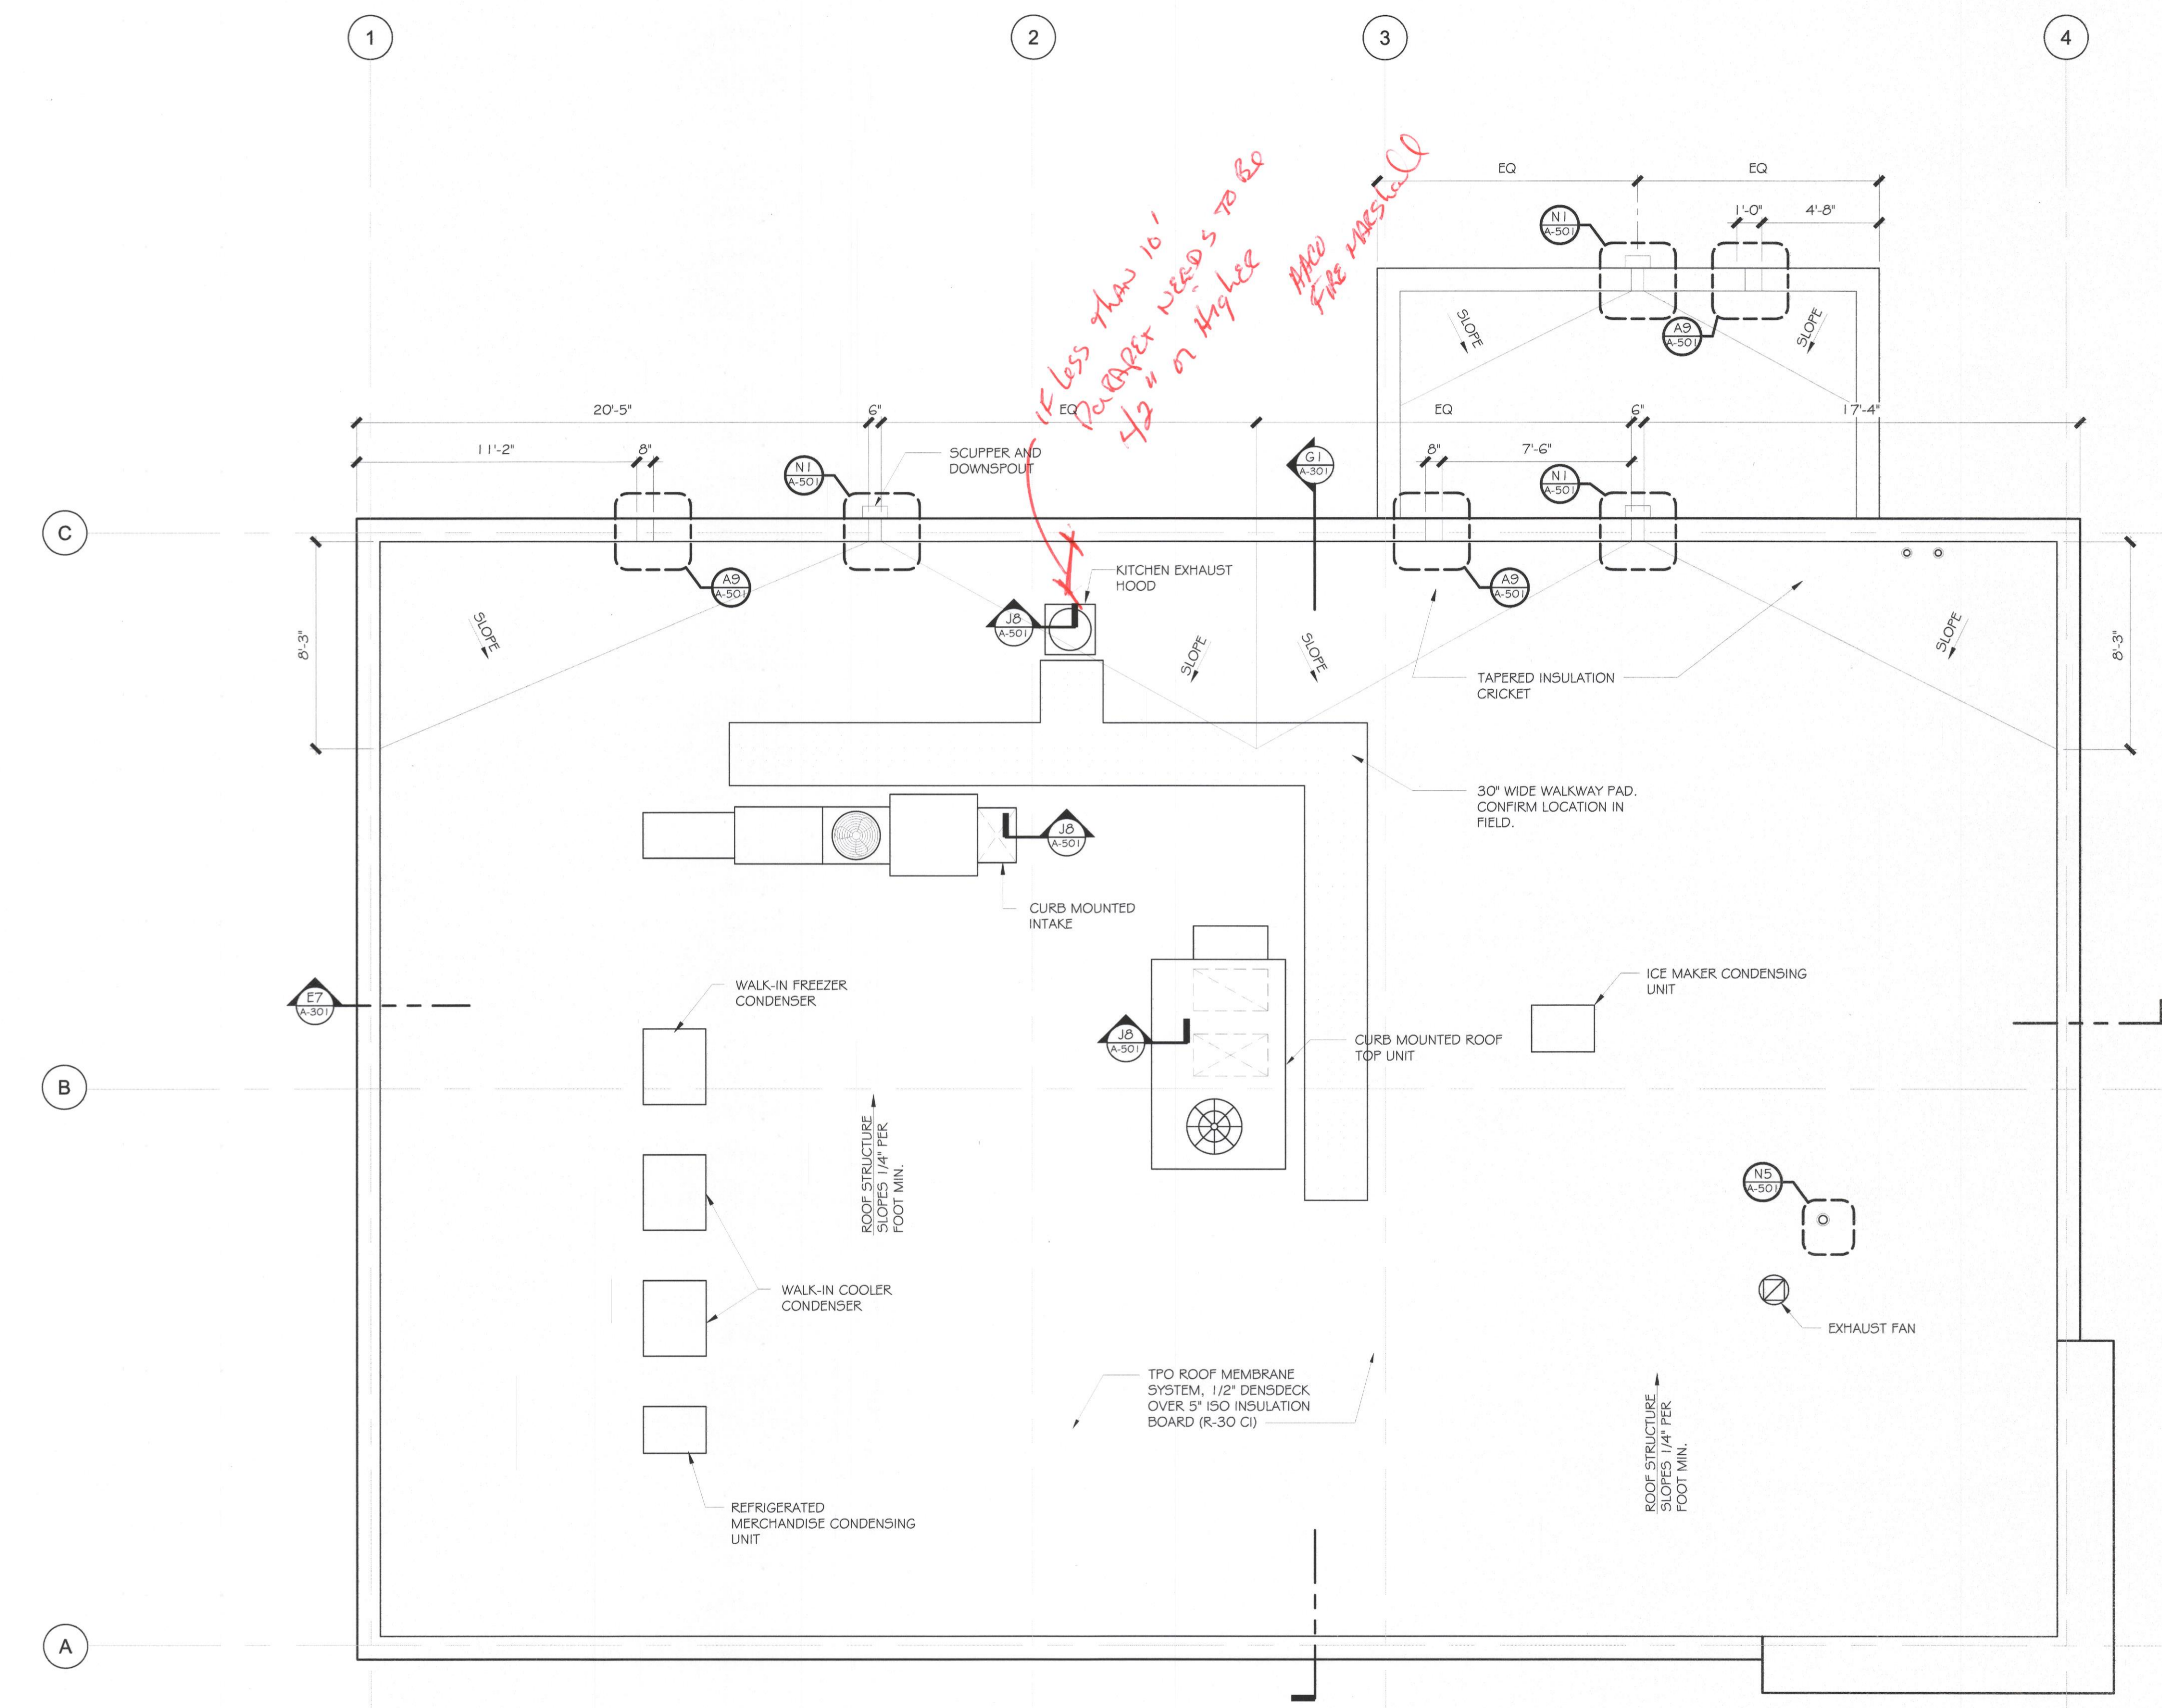 1
2
3
4
IF Less Than 10'
PaRAPET NEEDS TO Be
42" or Higher
AACO
FIRE MARShall
EQ
EQ
1'-0"
4'-8"
N1
A-501
A9
A-501
SLOPE
SLOPE
20'-5"
6"
EQ
EQ
6"
17'-4"
11'-2"
8"
8"
7'-6"
N1
A-501
SCUPPER AND
DOWNSPOUT
G1
A-301
N1
A-501
C
A9
A-501
A9
A-501
KITCHEN EXHAUST
HOOD
J8
A-501
8'-3"
8'-3"
SLOPE
SLOPE
SLOPE
SLOPE
TAPERED INSULATION
CRICKET
30" WIDE WALKWAY PAD.
CONFIRM LOCATION IN
FIELD.
J8
A-501
CURB MOUNTED
INTAKE
WALK-IN FREEZER
CONDENSER
ICE MAKER CONDENSING
UNIT
E7
A-301
J8
A-501
CURB MOUNTED ROOF
TOP UNIT
B
ROOF STRUCTURE
SLOPES 1/4" PER
FOOT MIN.
N5
A-501
WALK-IN COOLER
CONDENSER
EXHAUST FAN
TPO ROOF MEMBRANE
SYSTEM, 1/2" DENSDECK
OVER 5" ISO INSULATION
BOARD (R-30 CI)
ROOF STRUCTURE
SLOPES 1/4" PER
FOOT MIN.
REFRIGERATED
MERCHANDISE CONDENSING
UNIT
A